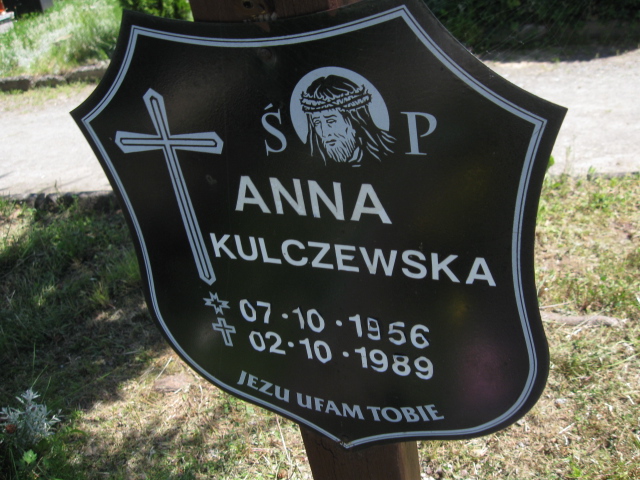 Ś P
ANNA
KULCZEWSKA
07·10·1956
02·10·1989
JEZU UFAM TOBIE